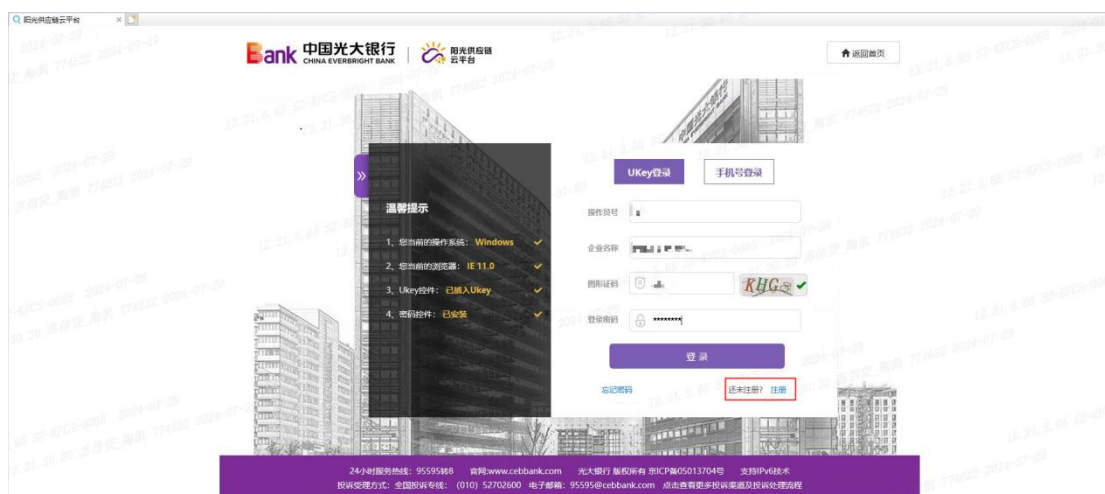 阳光供应链云平台
Bank 中国光大银行 CHINA EVERBRIGHT BANK
阳光供应链
云平台
返回首页
UKey登录 手机号登录
温馨提示
1、您当前的操作系统：Windows
2、您当前的浏览器：IE 11.0
3、Ukey控件：已插入Ukey
4、密码控件：已安装
操作员号
企业名称
图形证码
登录密码 ********
登 录
忘记密码 还未注册？ 注册
24小时服务热线：95595转8 官网:www.cebbank.com 光大银行 版权所有 京ICP备05013704号 支持IPv6技术
投诉受理方式：全国投诉专线：(010) 52702600 电子邮箱：95595@cebbank.com 点击查看更多投诉渠道及投诉处理流程